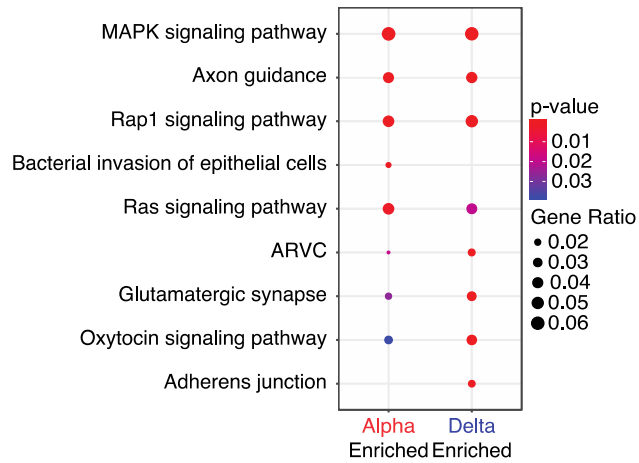 MAPK signaling pathway
Axon guidance
Rap1 signaling pathway
Bacterial invasion of epithelial cells
Ras signaling pathway
ARVC
Glutamatergic synapse
Oxytocin signaling pathway
Adherens junction
Alpha Delta
Enriched Enriched
p-value
0.01
0.02
0.03
Gene Ratio
0.02
0.03
0.04
0.05
0.06